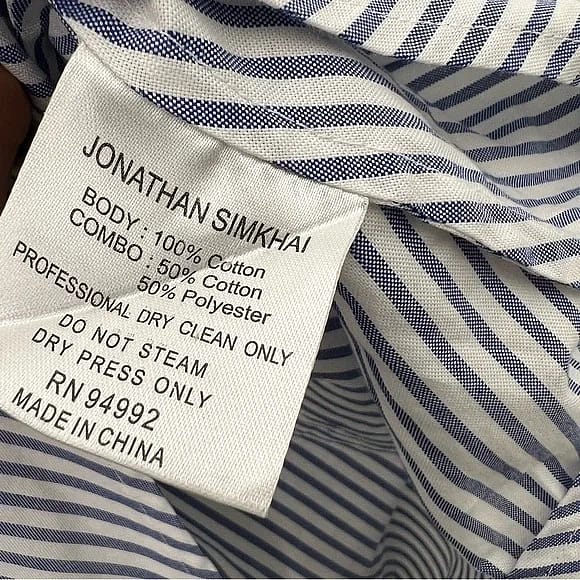 JONATHAN SIMKHAI
BODY : 100% Cotton
COMBO : 50% Cotton
50% Polyester
PROFESSIONAL DRY CLEAN ONLY
DO NOT STEAM
DRY PRESS ONLY
RN 94992
MADE IN CHINA